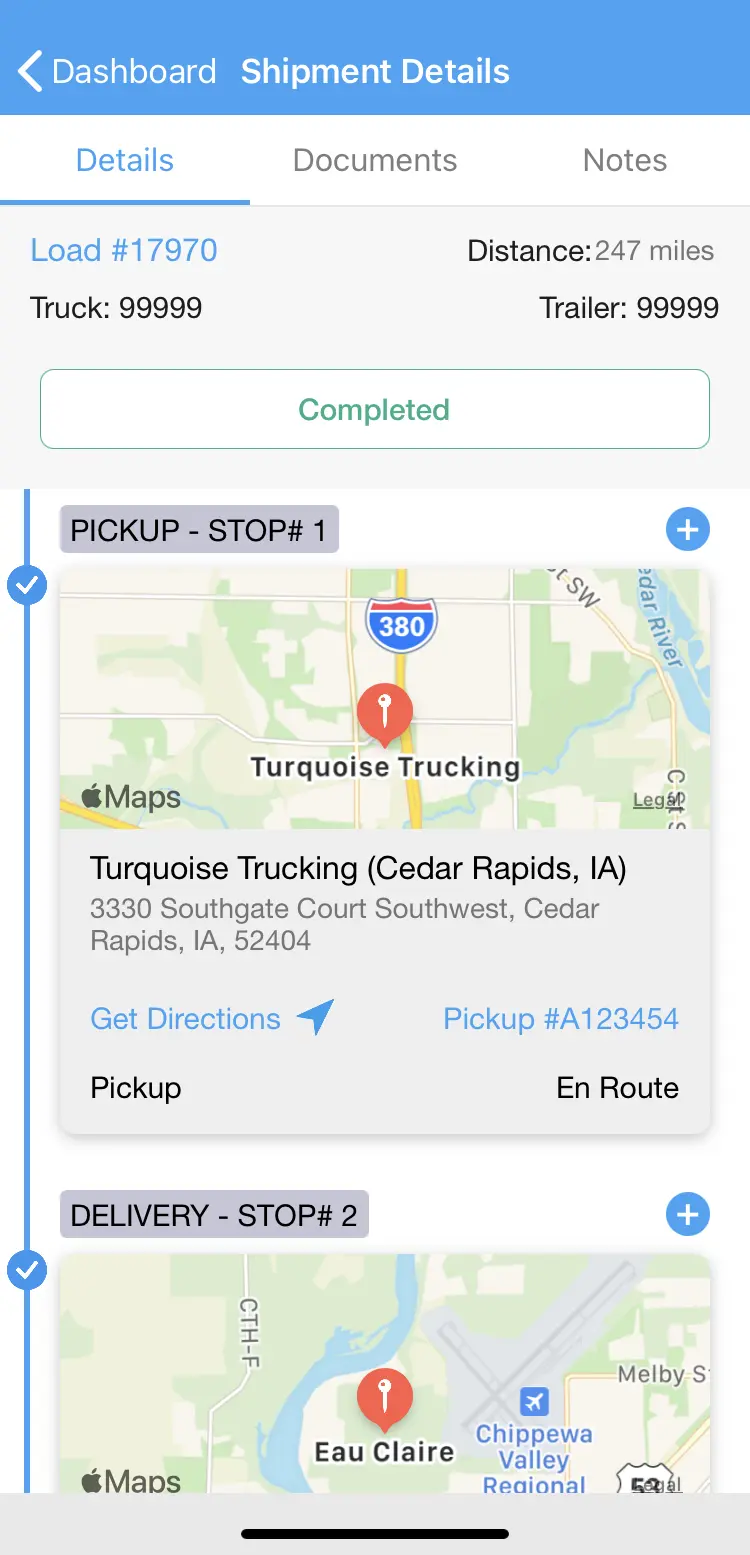 Dashboard Shipment Details
Details Documents Notes
Load #17970 Distance: 247 miles
Truck: 99999 Trailer: 99999
Completed
PICKUP - STOP# 1
380
Turquoise Trucking
Maps
Legal
Turquoise Trucking (Cedar Rapids, IA)
3330 Southgate Court Southwest, Cedar
Rapids, IA, 52404
Get Directions Pickup #A123454
Pickup En Route
DELIVERY - STOP# 2
CTH-F
Melby
Eau Claire
Chippewa
Valley
Regional
Maps
53
Legal